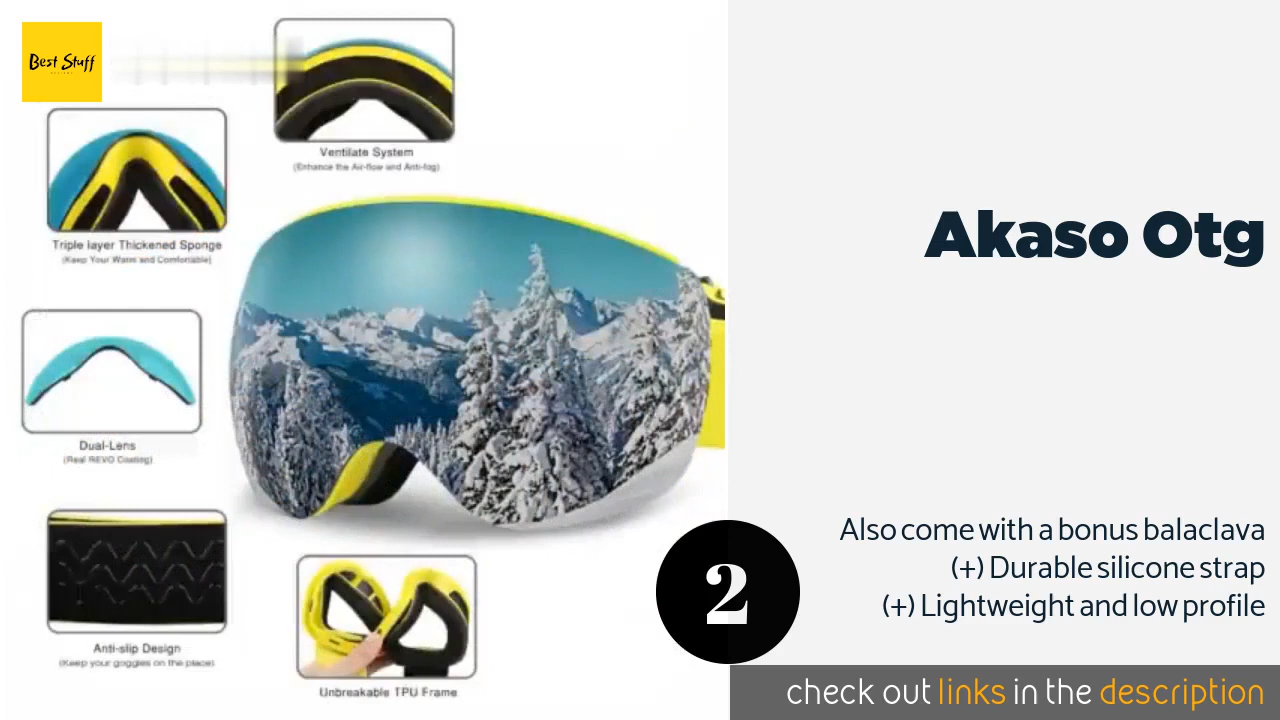 Best Stuff
Ventilate System
(Enhance the Air-flow and Anti-fog)
Triple layer Thickened Sponge
(Keep Your Warm and Comfortable)
Dual-Lens
(Real REVO Coating)
Anti-slip Design
(Keep your goggles on the place)
Unbreakable TPU Frame
Akaso Otg
2
Also come with a bonus balaclava
(+) Durable silicone strap
(+) Lightweight and low profile
check out links in the description